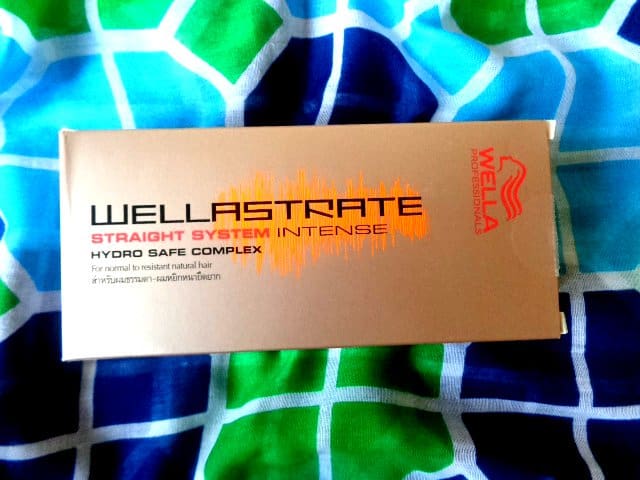 WELLASTRATE
STRAIGHT SYSTEM INTENSE
HYDRO SAFE COMPLEX
For normal to resistant natural hair
สำหรับผมธรรมดา-ผมหยิกหนายืดยาก
WELLA
PROFESSIONALS